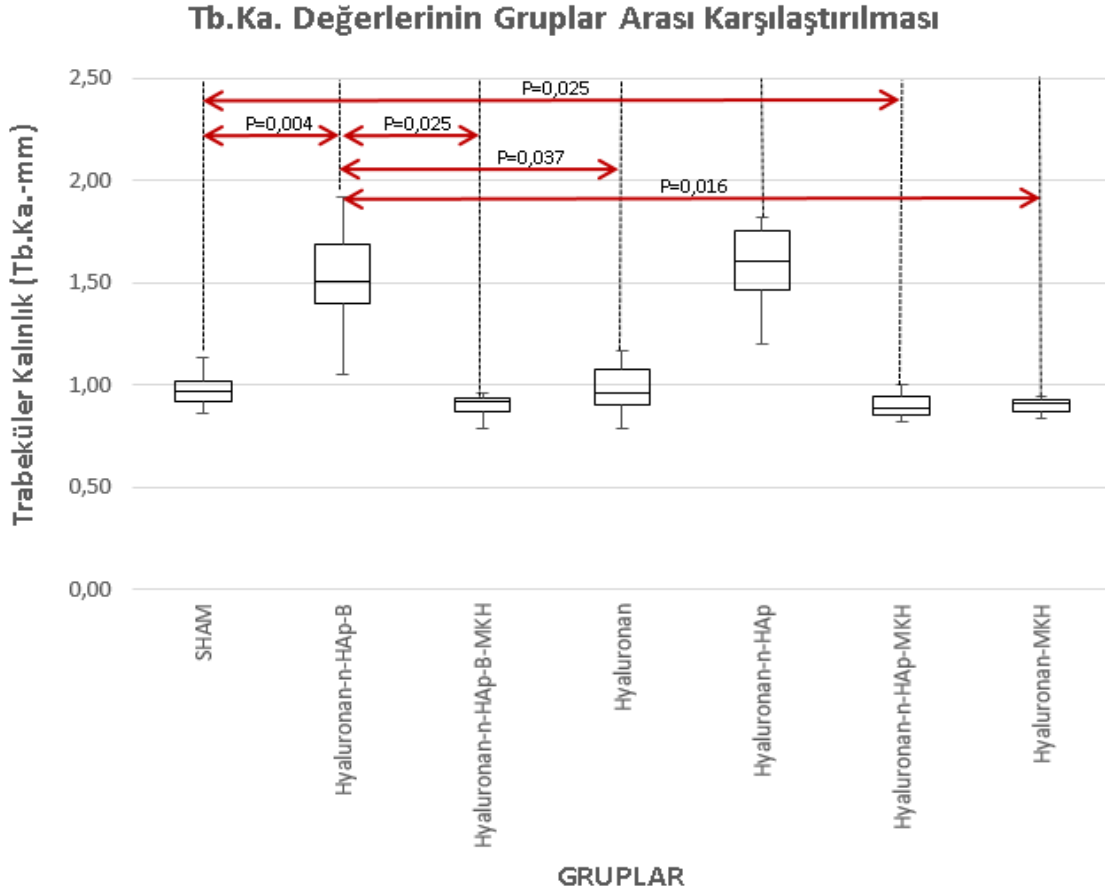 Tb.Ka. Değerlerinin Gruplar Arası Karşılaştırılması
Trabeküler Kalınlık (Tb.Ka.-mm)
2,50
2,00
1,50
1,00
0,50
0,00
P=0,025
P=0,004
P=0,025
P=0,037
P=0,016
SHAM
Hyaluronan-n-HAp-B
Hyaluronan-n-HAp-B-MKH
Hyaluronan
Hyaluronan-n-HAp
Hyaluronan-n-HAp-MKH
Hyaluronan-MKH
GRUPLAR